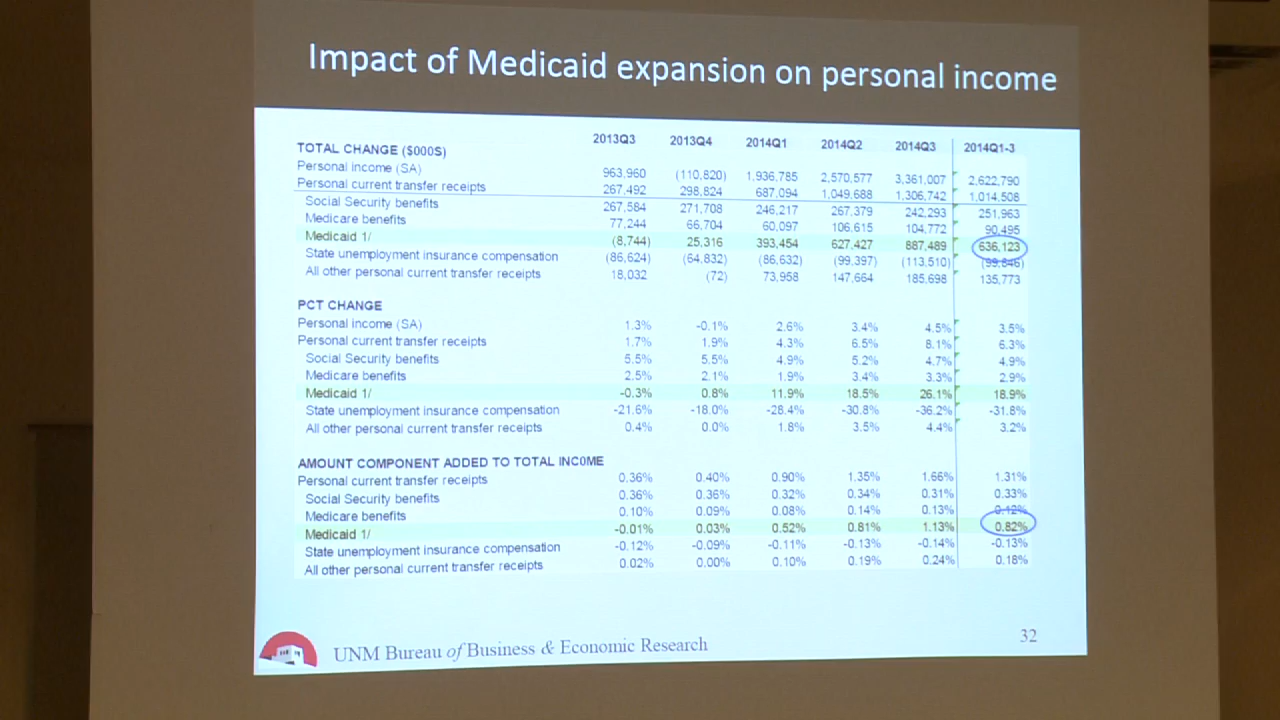 Impact of Medicaid expansion on personal income
2013Q3 2013Q4 2014Q1 2014Q2 2014Q3 2014Q1-3
TOTAL CHANGE ($000S)
Personal income (SA) 963,960 (110,820) 1,936,785 2,570,577 3,361,007 2,622,790
Personal current transfer receipts 267,492 298,824 687,094 1,049,688 1,306,742 1,014,508
Social Security benefits 267,584 271,708 246,217 267,379 242,293 251,963
Medicare benefits 77,244 66,704 60,097 106,615 104,772 90,495
Medicaid 1/ (8,744) 25,316 393,454 627,427 887,489 636,123
State unemployment insurance compensation (86,624) (64,832) (86,632) (99,397) (113,510) (99,846)
All other personal current transfer receipts 18,032 (72) 73,958 147,664 185,698 135,773
PCT CHANGE
Personal income (SA) 1.3% -0.1% 2.6% 3.4% 4.5% 3.5%
Personal current transfer receipts 1.7% 1.9% 4.3% 6.5% 8.1% 6.3%
Social Security benefits 5.5% 5.5% 4.9% 5.2% 4.7% 4.9%
Medicare benefits 2.5% 2.1% 1.9% 3.4% 3.3% 2.9%
Medicaid 1/ -0.3% 0.8% 11.9% 18.5% 26.1% 18.9%
State unemployment insurance compensation -21.6% -18.0% -28.4% -30.8% -36.2% -31.8%
All other personal current transfer receipts 0.4% 0.0% 1.8% 3.5% 4.4% 3.2%
AMOUNT COMPONENT ADDED TO TOTAL INCOME
Personal current transfer receipts 0.36% 0.40% 0.90% 1.35% 1.66% 1.31%
Social Security benefits 0.36% 0.36% 0.32% 0.34% 0.31% 0.33%
Medicare benefits 0.10% 0.09% 0.08% 0.14% 0.13% 0.12%
Medicaid 1/ -0.01% 0.03% 0.52% 0.81% 1.13% 0.82%
State unemployment insurance compensation -0.12% -0.09% -0.11% -0.13% -0.14% -0.13%
All other personal current transfer receipts 0.02% 0.00% 0.10% 0.19% 0.24% 0.18%
UNM Bureau of Business & Economic Research
32